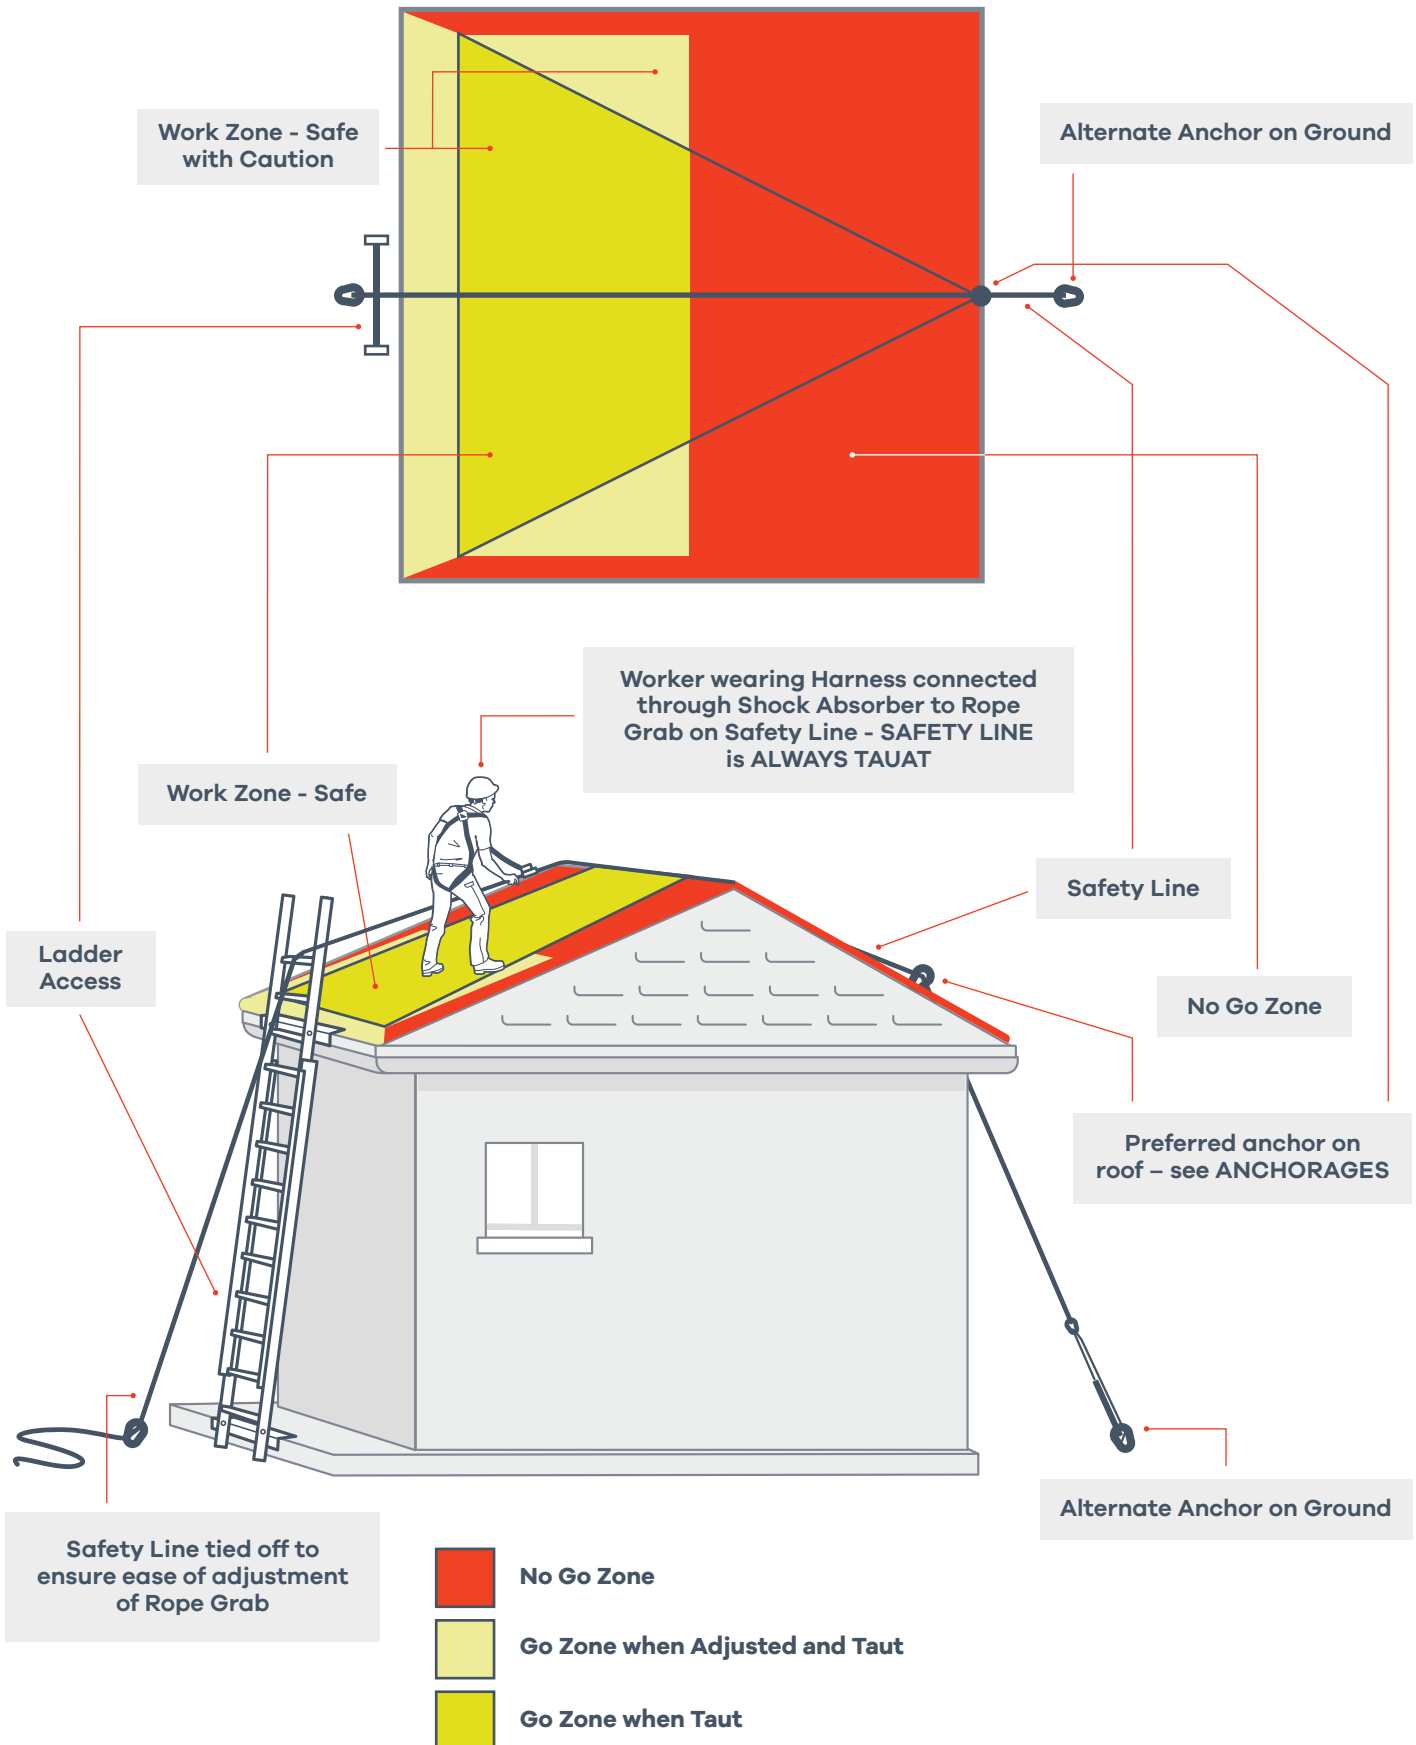 Work Zone - Safe
with Caution
Alternate Anchor on Ground
Worker wearing Harness connected
through Shock Absorber to Rope
Grab on Safety Line - SAFETY LINE
is ALWAYS TAUAT
Work Zone - Safe
Safety Line
Ladder
Access
No Go Zone
Preferred anchor on
roof – see ANCHORAGES
Alternate Anchor on Ground
Safety Line tied off to
ensure ease of adjustment
of Rope Grab
No Go Zone
Go Zone when Adjusted and Taut
Go Zone when Taut